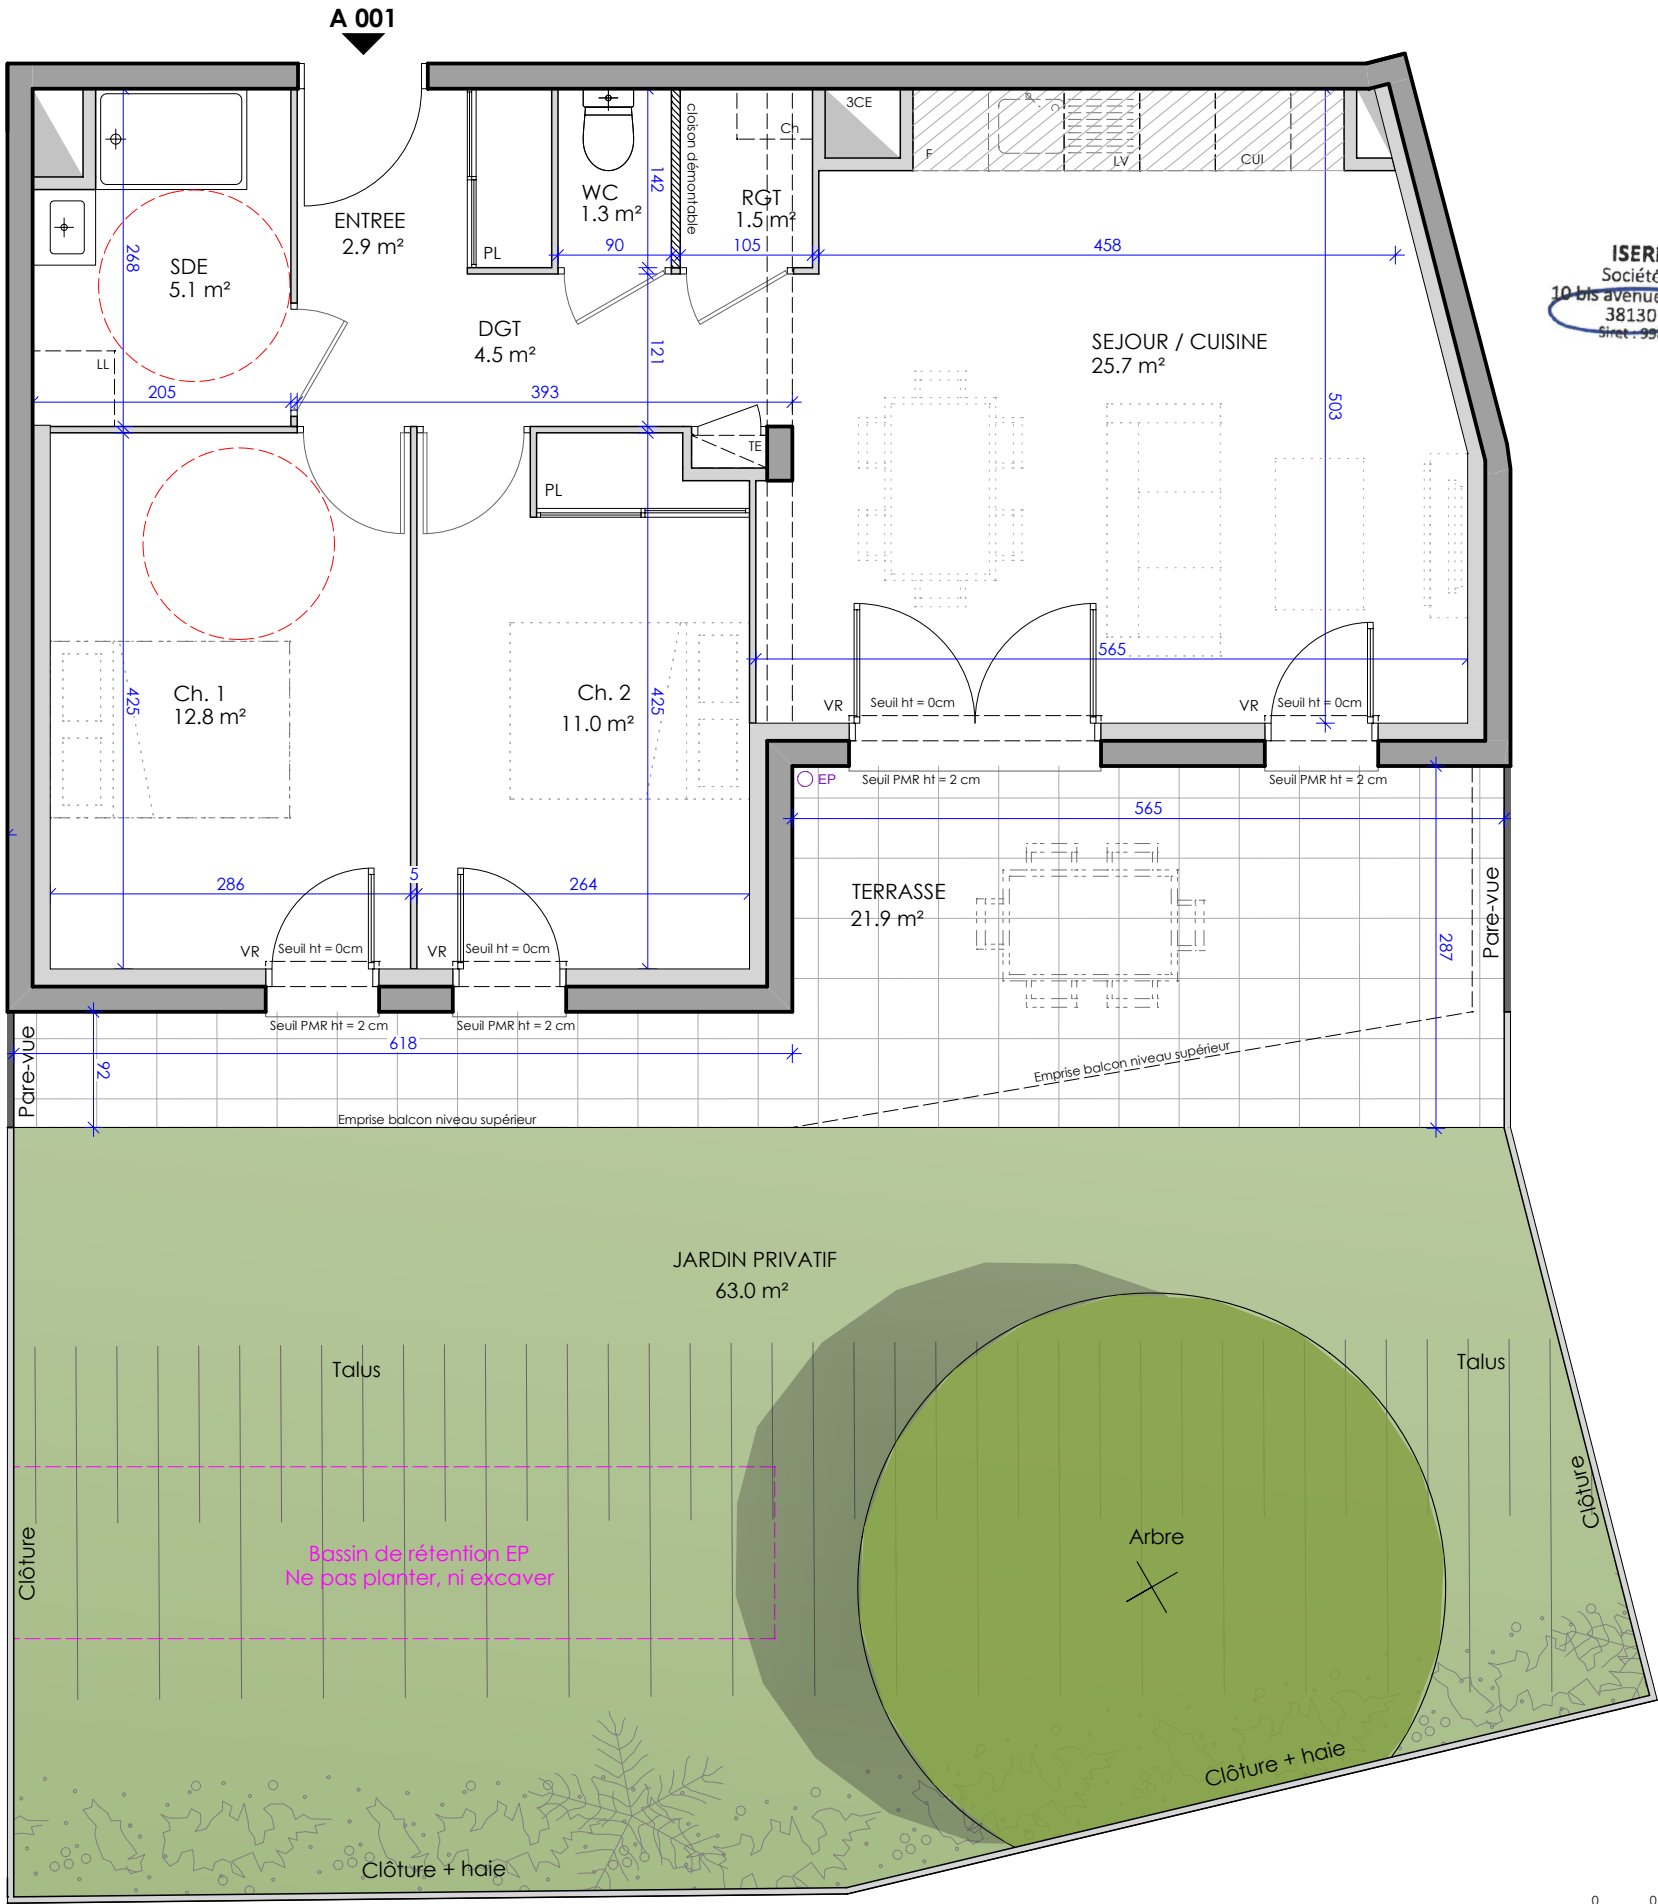 A 001
3CE
Ch
cloison démontable
F
LV
CUI
142
WC
1.3 m²
RGT
1.5 m²
ENTREE
2.9 m²
PL
90
105
458
268
SDE
5.1 m²
ISER
Société
10 bis avenue
38130
Siret :
DGT
4.5 m²
121
SEJOUR / CUISINE
25.7 m²
LL
205
393
503
TE
PL
565
Ch. 1
12.8 m²
425
Ch. 2
11.0 m²
425
VR
Seuil ht = 0cm
VR
Seuil ht = 0cm
EP
Seuil PMR ht = 2 cm
Seuil PMR ht = 2 cm
565
286
5
264
TERRASSE
21.9 m²
Pare-vue
287
VR
Seuil ht = 0cm
VR
Seuil ht = 0cm
Seuil PMR ht = 2 cm
Seuil PMR ht = 2 cm
618
Pare-vue
92
Emprise balcon niveau supérieur
Emprise balcon niveau supérieur
JARDIN PRIVATIF
63.0 m²
Talus
Talus
Clôture
Clôture
Bassin de rétention EP
Ne pas planter, ni excaver
Arbre
Clôture + haie
Clôture + haie
0
0